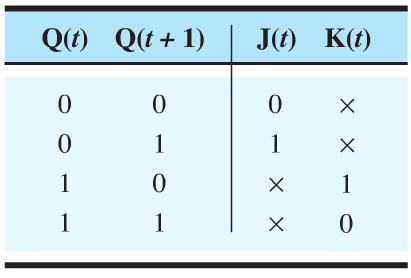 Q(t) Q(t + 1) J(t) K(t)
0 0 0 ×
0 1 1 ×
1 0 × 1
1 1 × 0